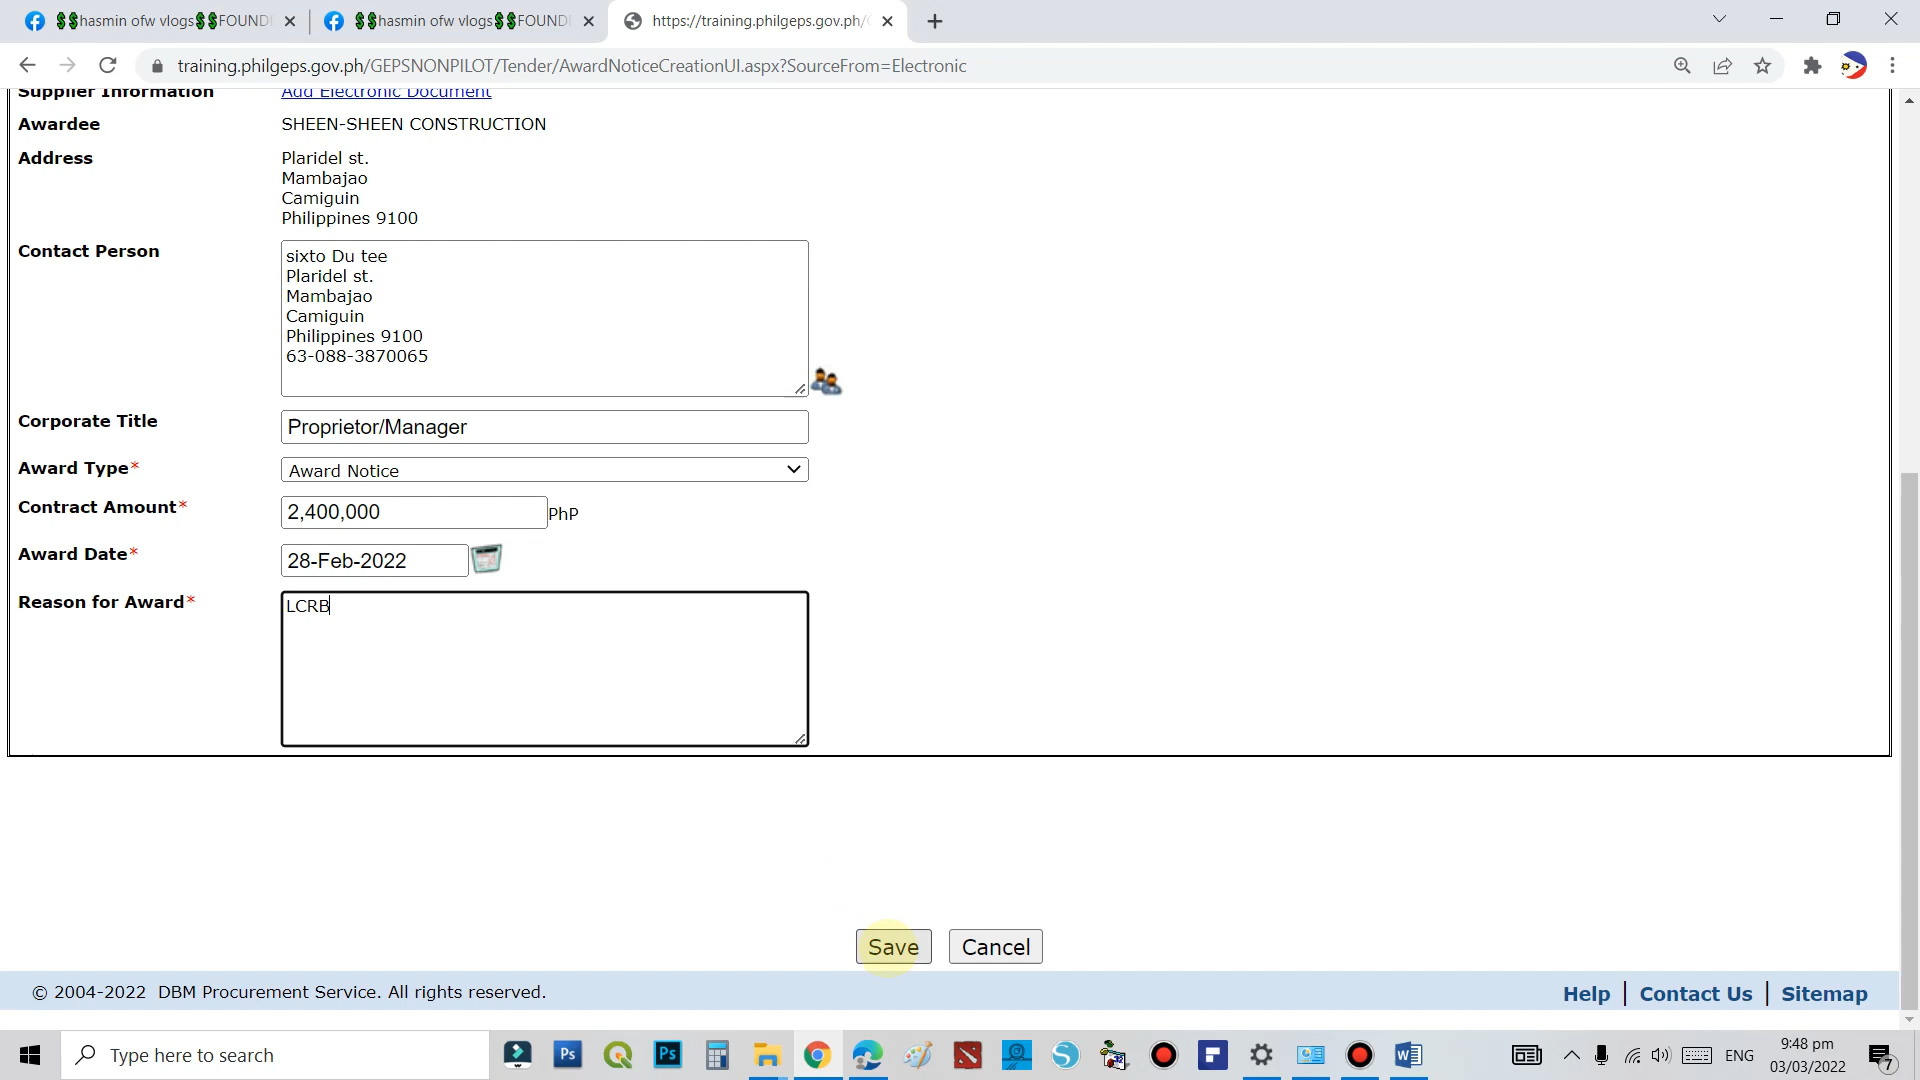 $$hasmin ofw vlogs$$FOUND
$$hasmin ofw vlogs$$FOUND
https://training.philgeps.gov.ph/
training.philgeps.gov.ph/GEPSNONPILOT/Tender/AwardNoticeCreationUI.aspx?SourceFrom=Electronic
Supplier Information Add Electronic Document
Awardee SHEEN-SHEEN CONSTRUCTION
Address Plaridel st.
Mambajao
Camiguin
Philippines 9100
Contact Person sixto Du tee
Plaridel st.
Mambajao
Camiguin
Philippines 9100
63-088-3870065
Corporate Title Proprietor/Manager
Award Type* Award Notice
Contract Amount* 2,400,000 PhP
Award Date* 28-Feb-2022
Reason for Award* LCRB
Save Cancel
© 2004-2022 DBM Procurement Service. All rights reserved.
Help | Contact Us | Sitemap
Type here to search
Ps
Ps
ENG
9:48 pm
03/03/2022
7